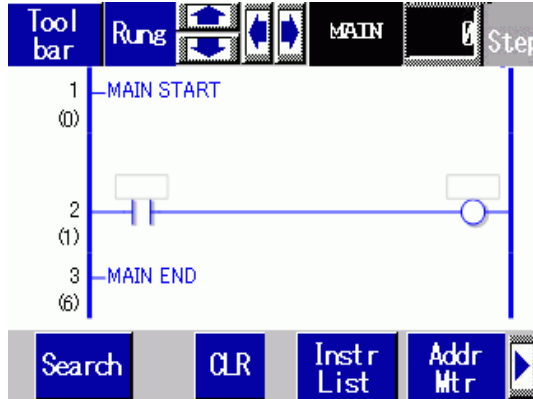 Tool
bar
Rung
MAIN
0
Step
1
MAIN START
(0)
2
(1)
3
MAIN END
(6)
Search
CLR
Instr
List
Addr
Mtr